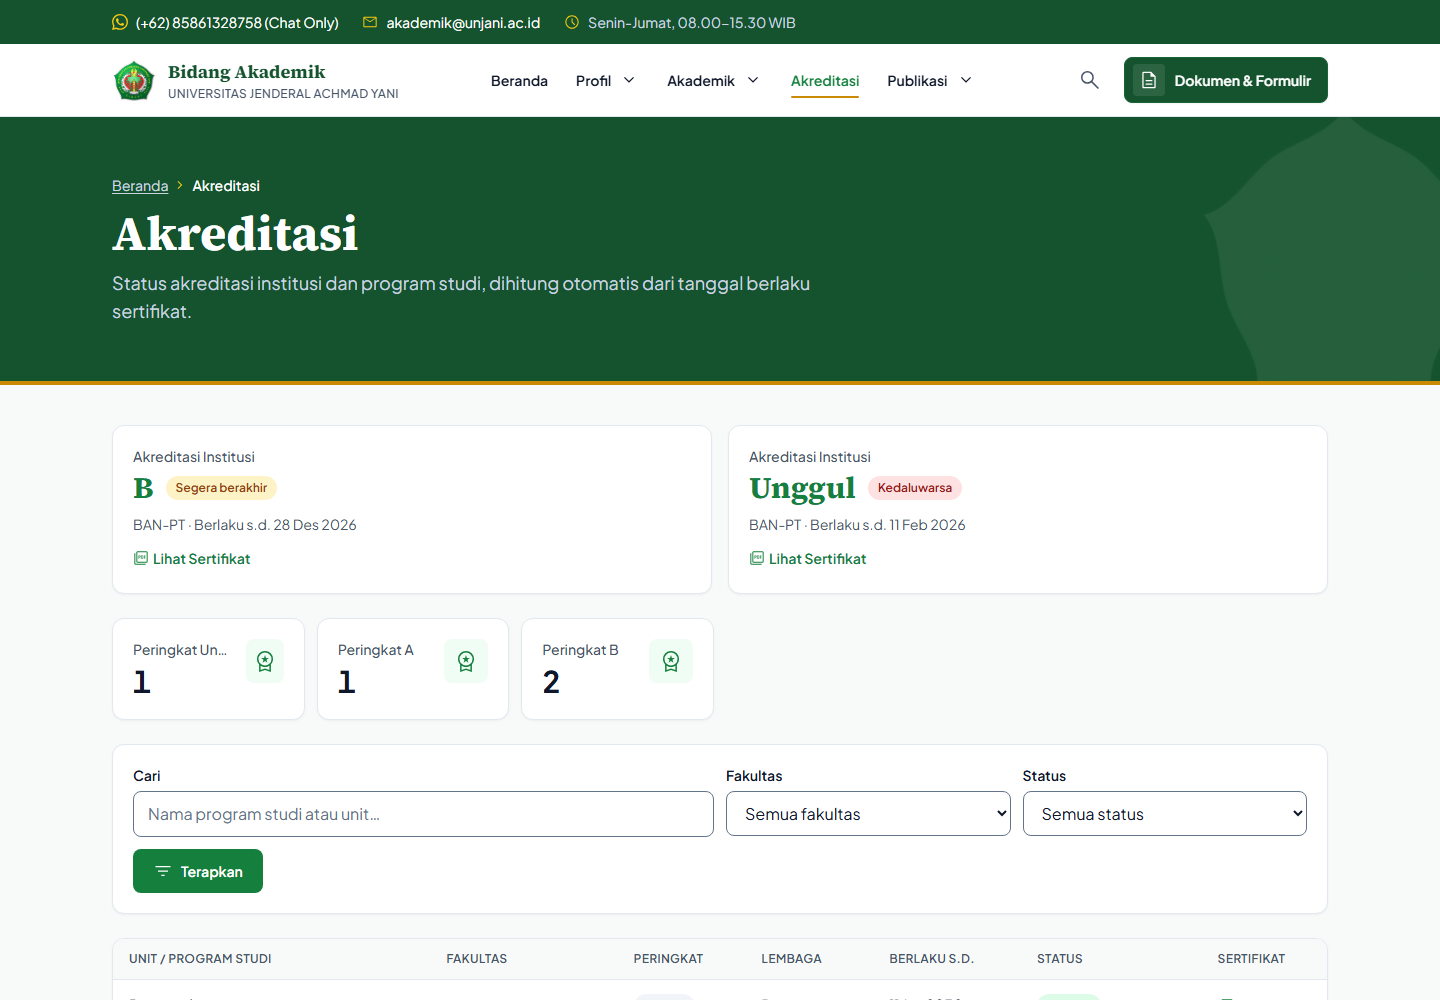 (+62) 85861328758 (Chat Only) akademik@unjani.ac.id Senin-Jumat, 08.00–15.30 WIB
Bidang Akademik
UNIVERSITAS JENDERAL ACHMAD YANI
Beranda Profil Akademik Akreditasi Publikasi
Dokumen & Formulir
Beranda > Akreditasi
Akreditasi
Status akreditasi institusi dan program studi, dihitung otomatis dari tanggal berlaku
sertifikat.
Akreditasi Institusi
B Segera berakhir
BAN-PT · Berlaku s.d. 28 Des 2026
Lihat Sertifikat
Akreditasi Institusi
Unggul Kedaluwarsa
BAN-PT · Berlaku s.d. 11 Feb 2026
Lihat Sertifikat
Peringkat Un…
1
Peringkat A
1
Peringkat B
2
Cari
Nama program studi atau unit…
Fakultas
Semua fakultas
Status
Semua status
Terapkan
UNIT / PROGRAM STUDI FAKULTAS PERINGKAT LEMBAGA BERLAKU S.D. STATUS SERTIFIKAT